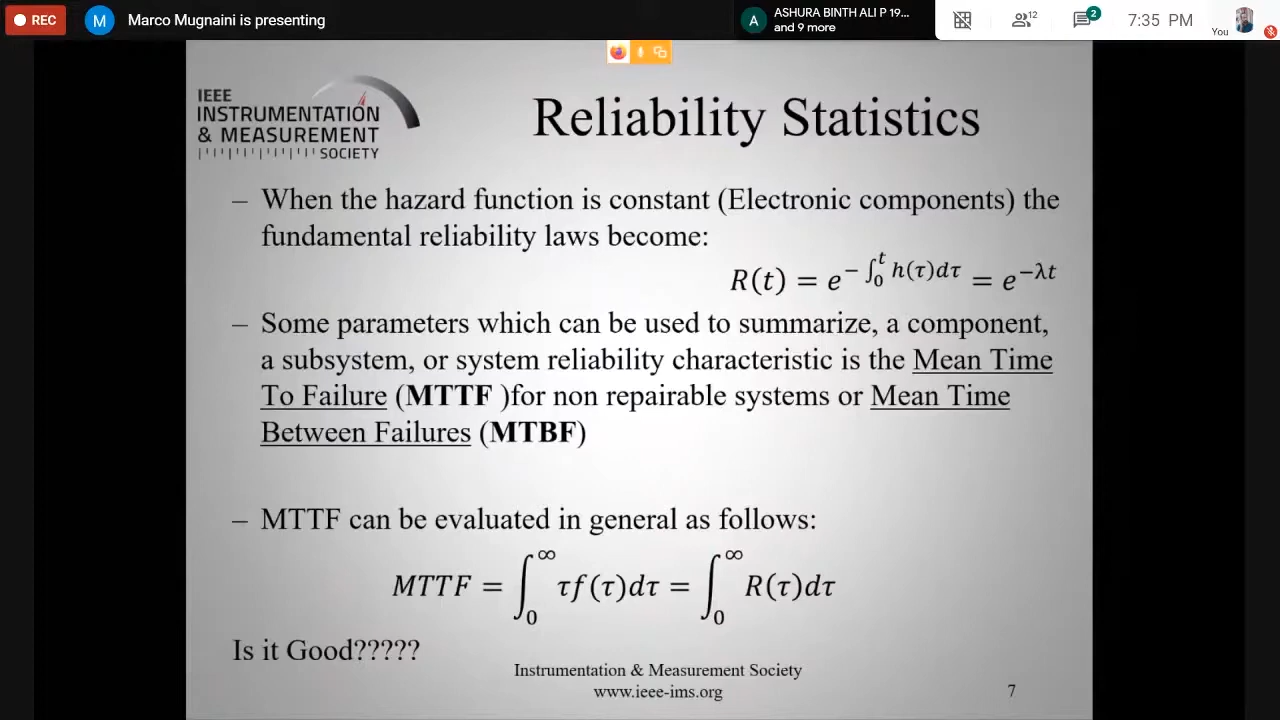 REC
M
Marco Mugnaini is presenting
A
ASHURA BINTH ALI P 19...
and 9 more
12
2
7:35 PM
You
IEEE
INSTRUMENTATION
& MEASUREMENT
SOCIETY
Reliability Statistics
– When the hazard function is constant (Electronic components) the
fundamental reliability laws become:
R(t) = e^{-∫_0^t h(τ)dτ} = e^{-λt}
– Some parameters which can be used to summarize, a component,
a subsystem, or system reliability characteristic is the Mean Time
To Failure (MTTF )for non repairable systems or Mean Time
Between Failures (MTBF)
– MTTF can be evaluated in general as follows:
MTTF = ∫_0^∞ τf(τ)dτ = ∫_0^∞ R(τ)dτ
Is it Good?????
Instrumentation & Measurement Society
www.ieee-ims.org
7